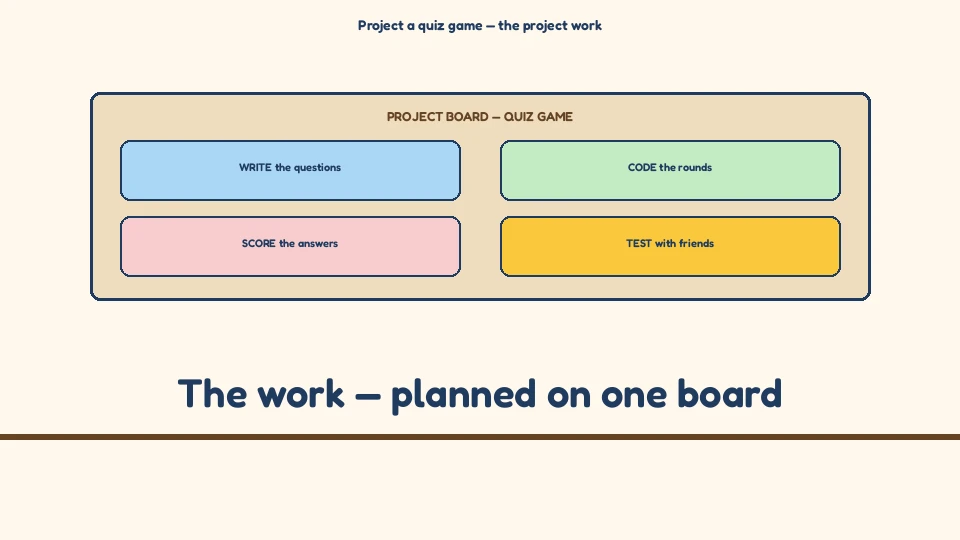 Project a quiz game — the project work
PROJECT BOARD — QUIZ GAME
WRITE the questions
CODE the rounds
SCORE the answers
TEST with friends
The work — planned on one board